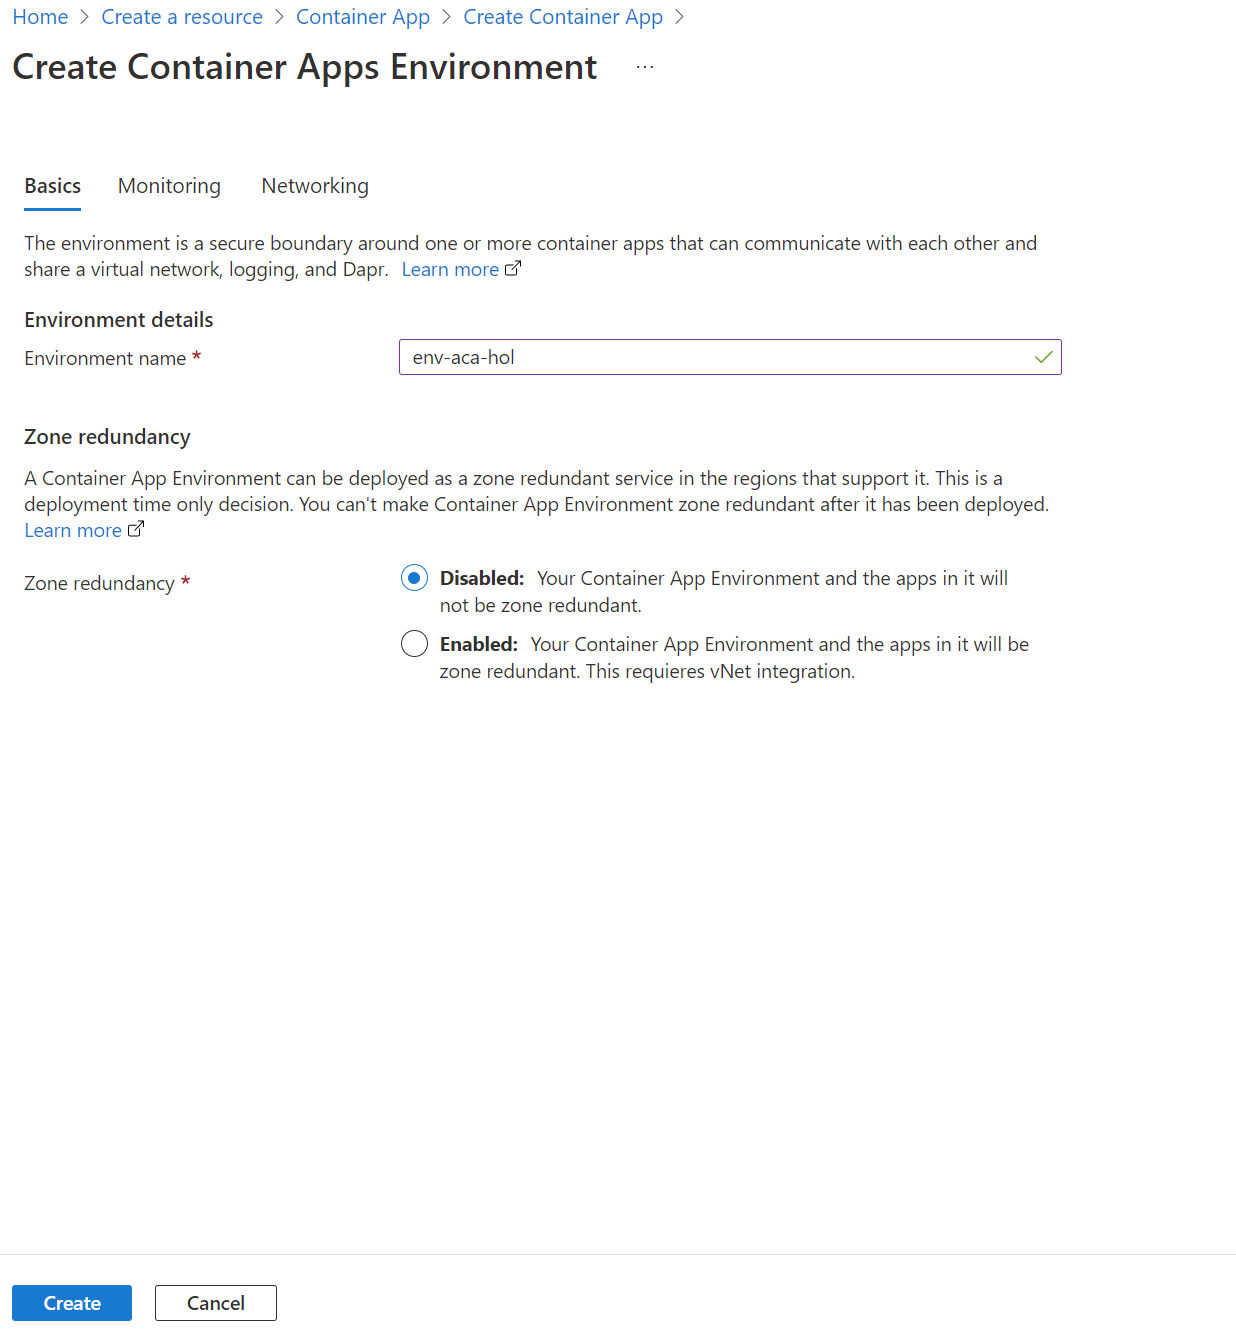 Home > Create a resource > Container App > Create Container App >
Create Container Apps Environment ...
Basics Monitoring Networking
The environment is a secure boundary around one or more container apps that can communicate with each other and
share a virtual network, logging, and Dapr. Learn more
Environment details
Environment name * env-aca-hol
Zone redundancy
A Container App Environment can be deployed as a zone redundant service in the regions that support it. This is a
deployment time only decision. You can't make Container App Environment zone redundant after it has been deployed.
Learn more
Zone redundancy *
Disabled: Your Container App Environment and the apps in it will
not be zone redundant.
Enabled: Your Container App Environment and the apps in it will be
zone redundant. This requieres vNet integration.
Create Cancel